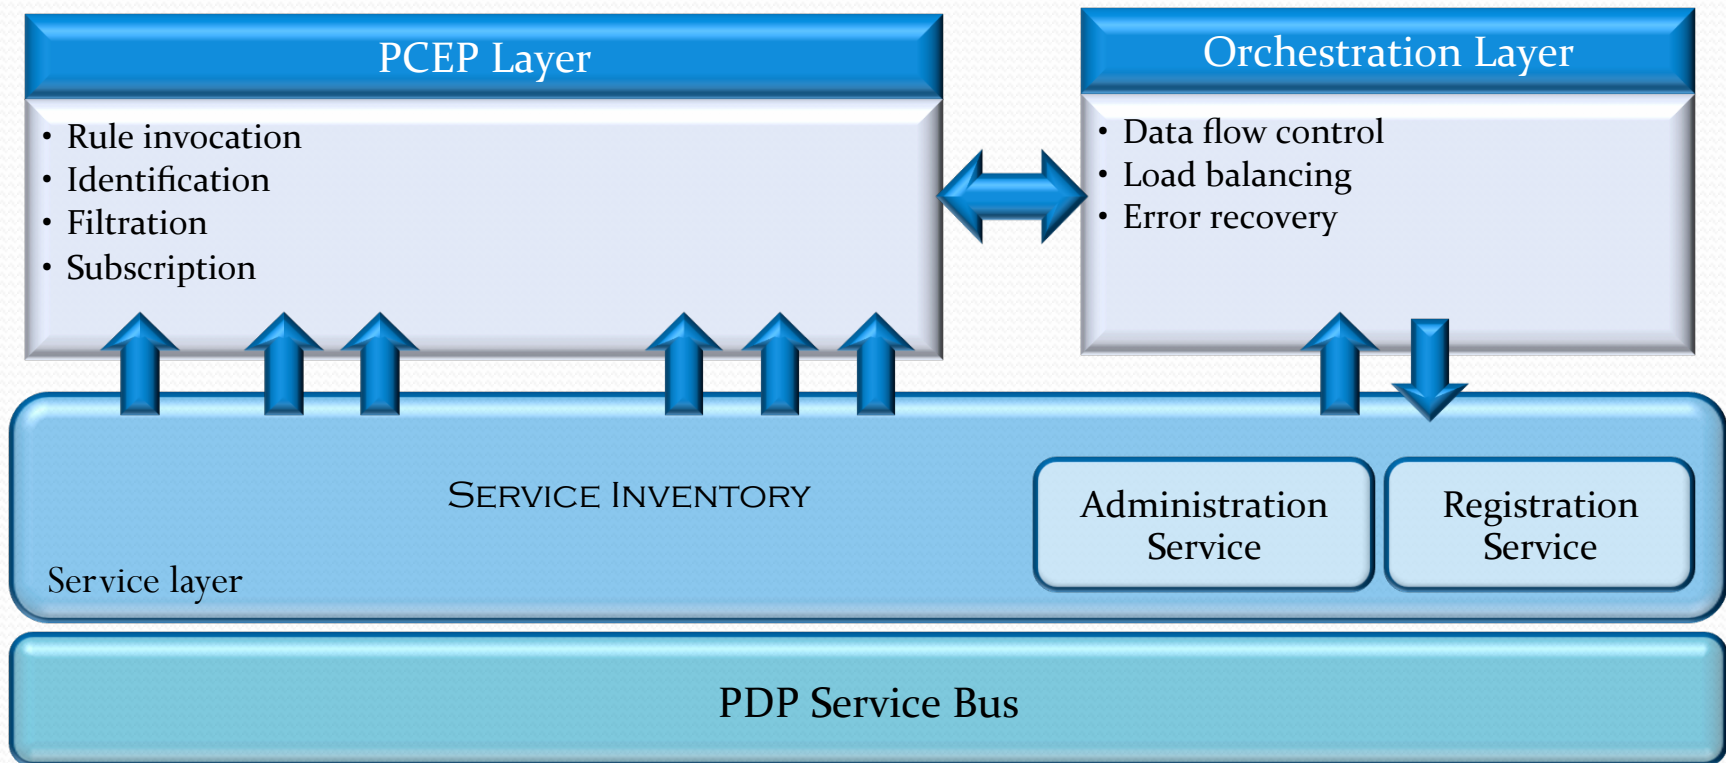 PCEP Layer
• Rule invocation
• Identification
• Filtration
• Subscription
Orchestration Layer
• Data flow control
• Load balancing
• Error recovery
SERVICE INVENTORY
Service layer
Administration
Service
Registration
Service
PDP Service Bus